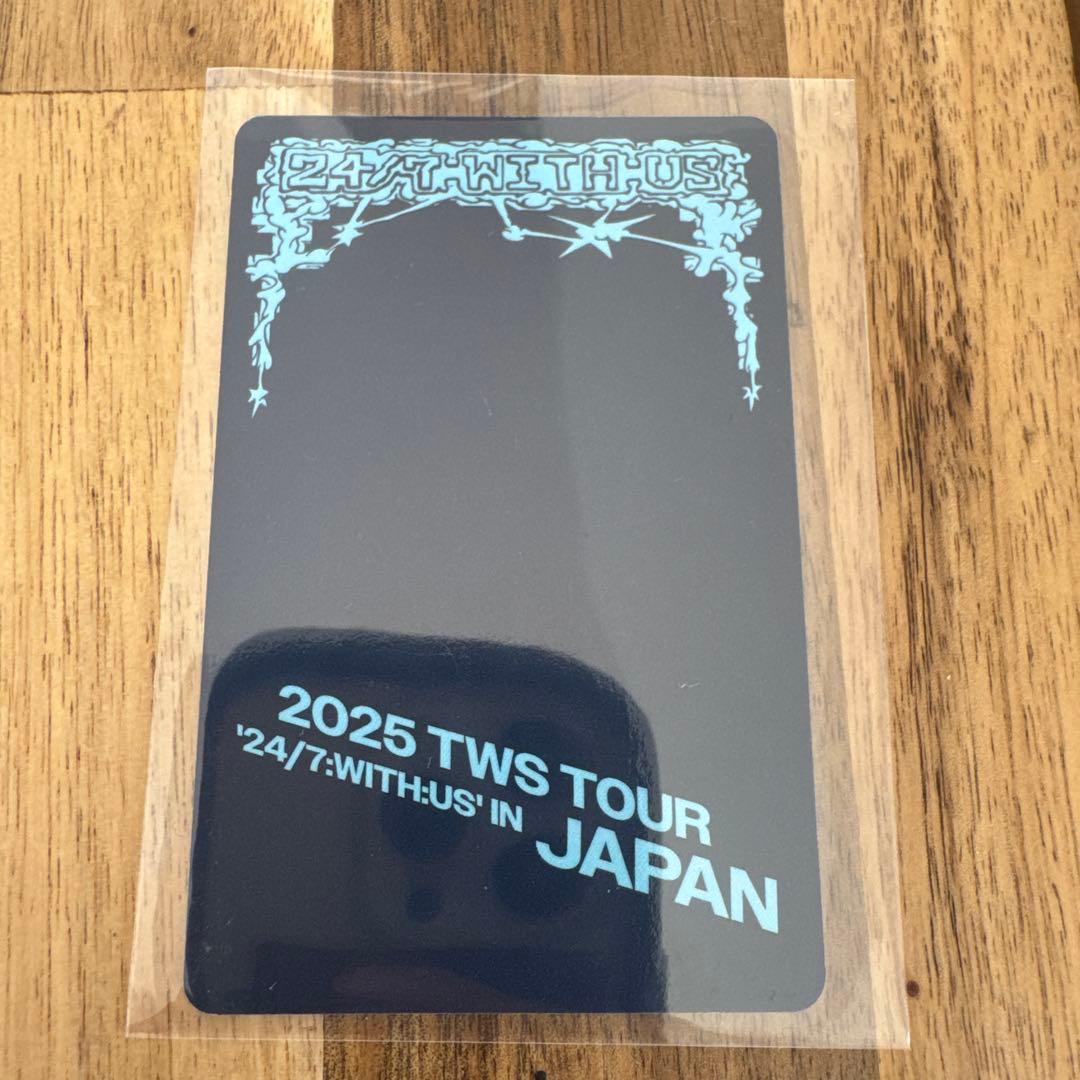 24/7:WITH:US
2025 TWS TOUR
'24/7:WITH:US' IN
JAPAN